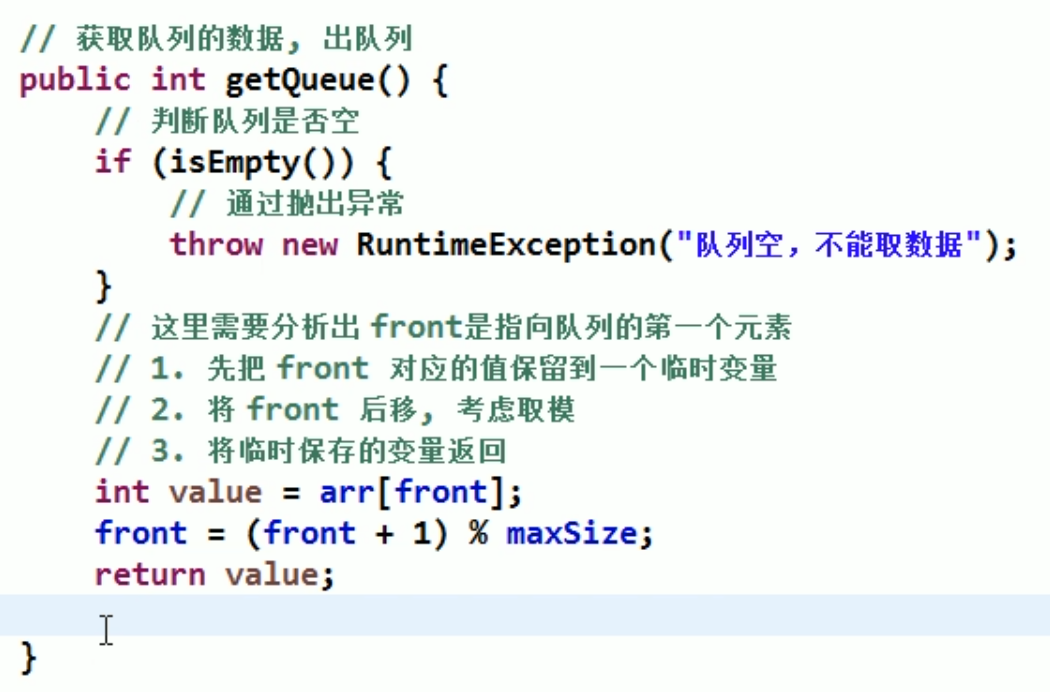 // 获取队列的数据, 出队列
public int getQueue() {
// 判断队列是否空
if (isEmpty()) {
// 通过抛出异常
throw new RuntimeException("队列空，不能取数据");
}
// 这里需要分析出 front是指向队列的第一个元素
// 1. 先把 front 对应的值保留到一个临时变量
// 2. 将 front 后移, 考虑取模
// 3. 将临时保存的变量返回
int value = arr[front];
front = (front + 1) % maxSize;
return value;
}